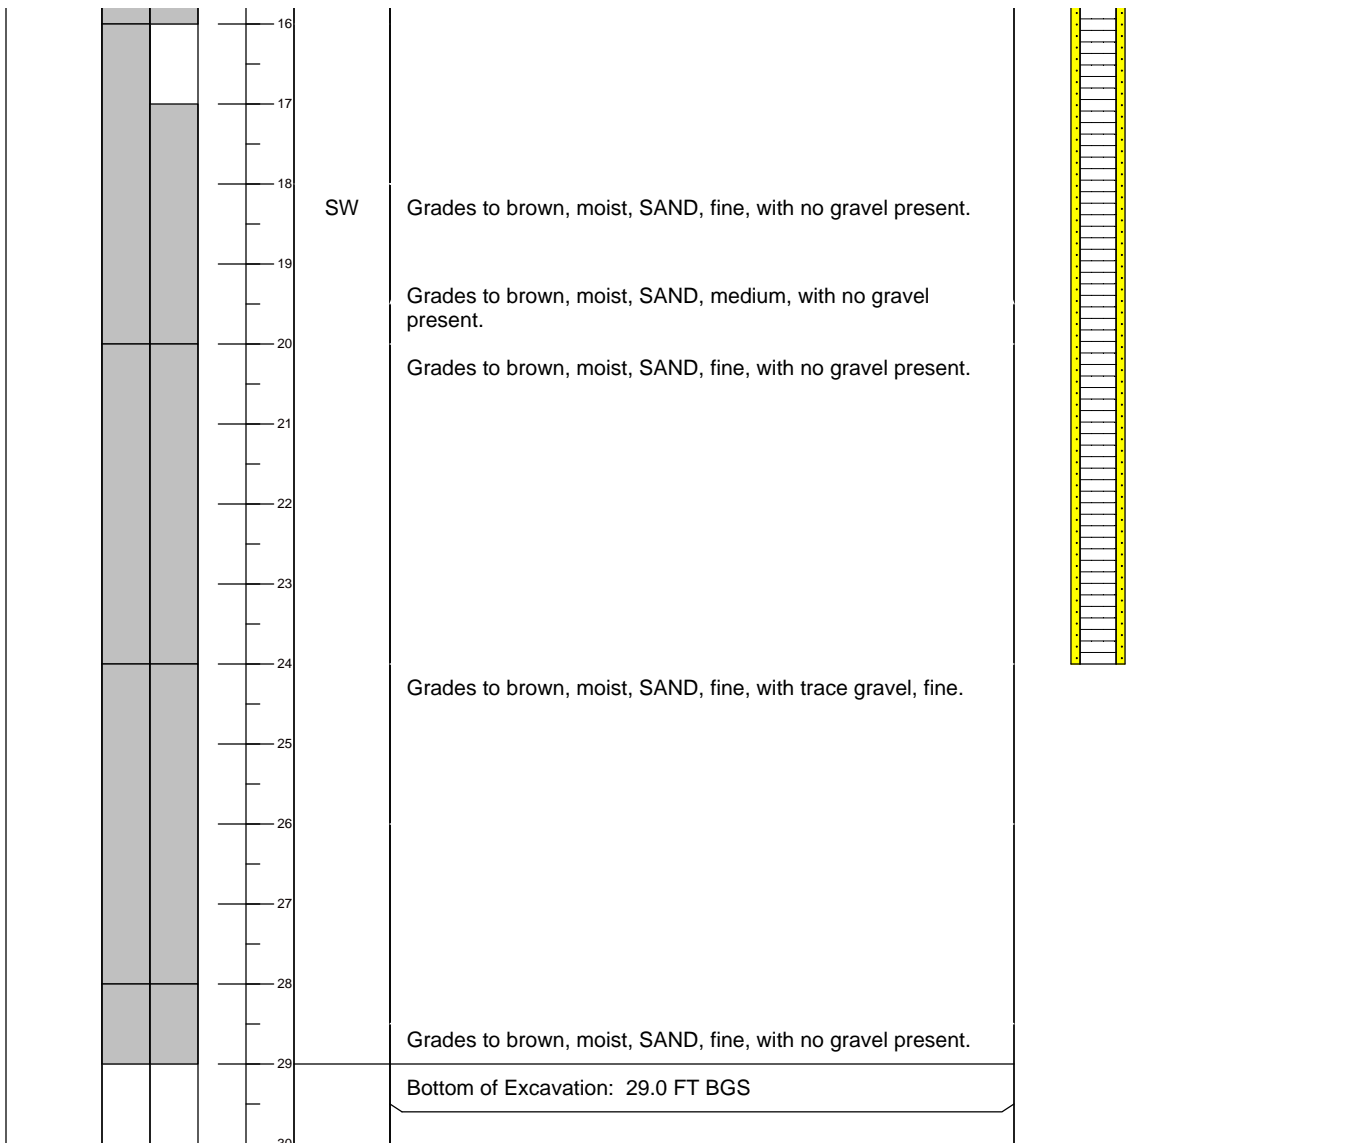 16
17
18
SW Grades to brown, moist, SAND, fine, with no gravel present.
19
Grades to brown, moist, SAND, medium, with no gravel
present.
20
Grades to brown, moist, SAND, fine, with no gravel present.
21
22
23
24
Grades to brown, moist, SAND, fine, with trace gravel, fine.
25
26
27
28
Grades to brown, moist, SAND, fine, with no gravel present.
29
Bottom of Excavation: 29.0 FT BGS
30